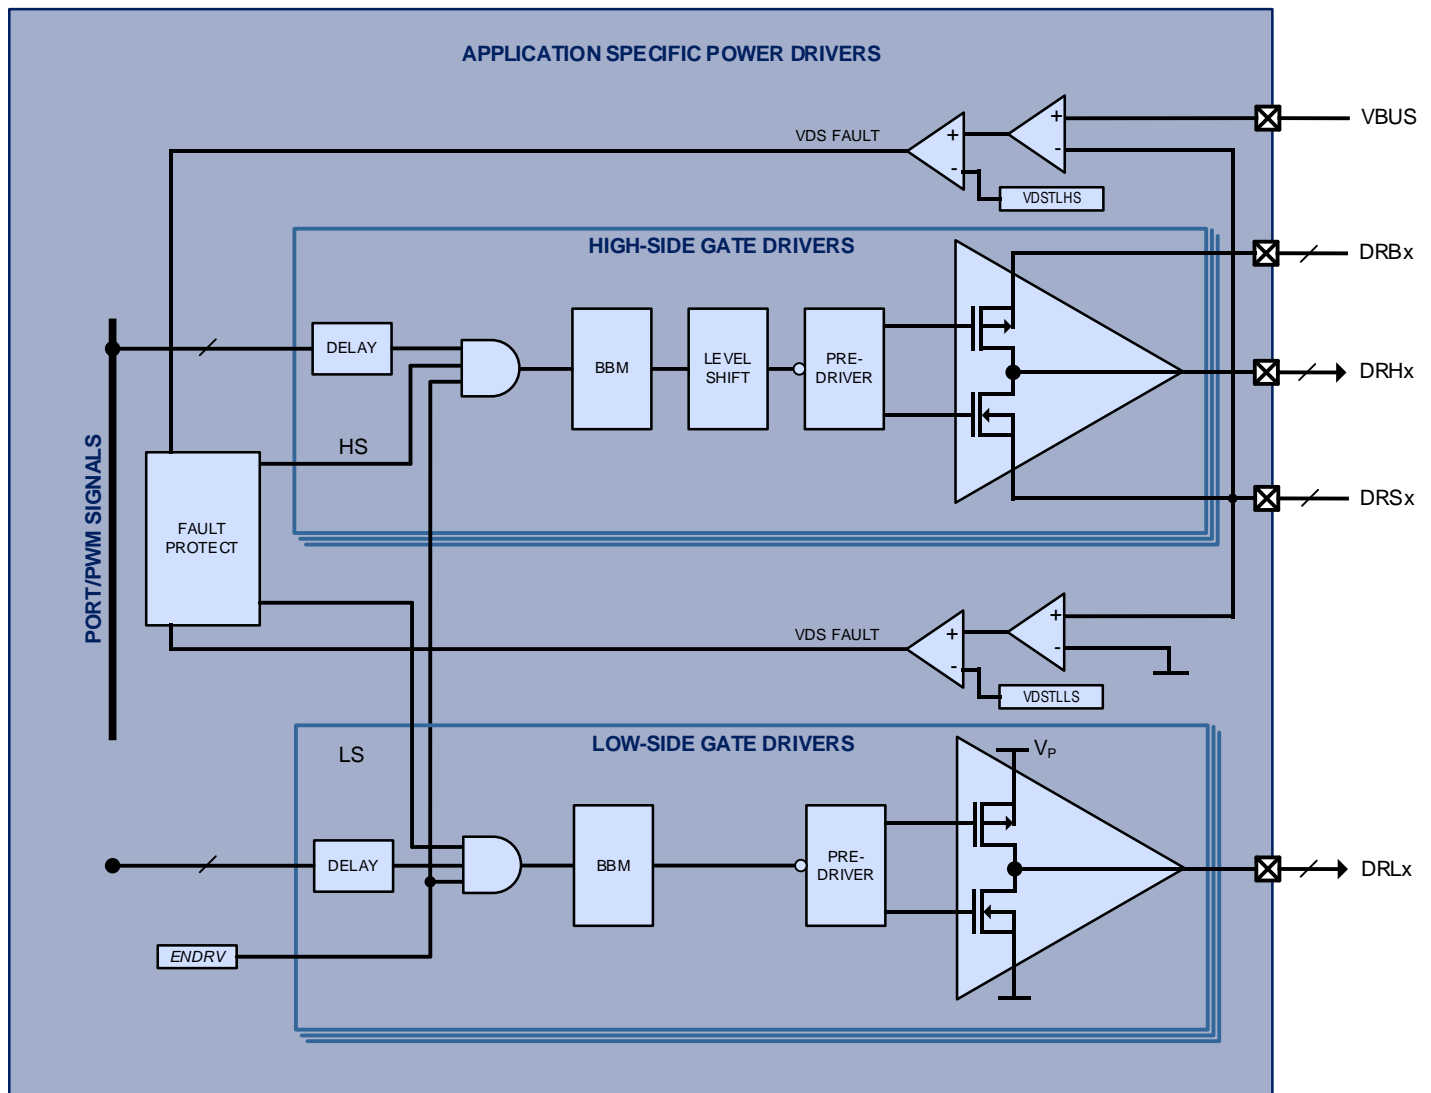 APPLICATION SPECIFIC POWER DRIVERS
+
-
+
-
VBUS
VDS FAULT
VDSTLHS
HIGH-SIDE GATE DRIVERS
DRBx
DELAY
BBM
LEVEL
SHIFT
PRE-
DRIVER
DRHx
HS
PORT/PWM SIGNALS
FAULT
PROTECT
DRSx
+
-
+
-
VDS FAULT
VDSTLLS
LOW-SIDE GATE DRIVERS
LS
VP
DELAY
BBM
PRE-
DRIVER
DRLx
ENDRV